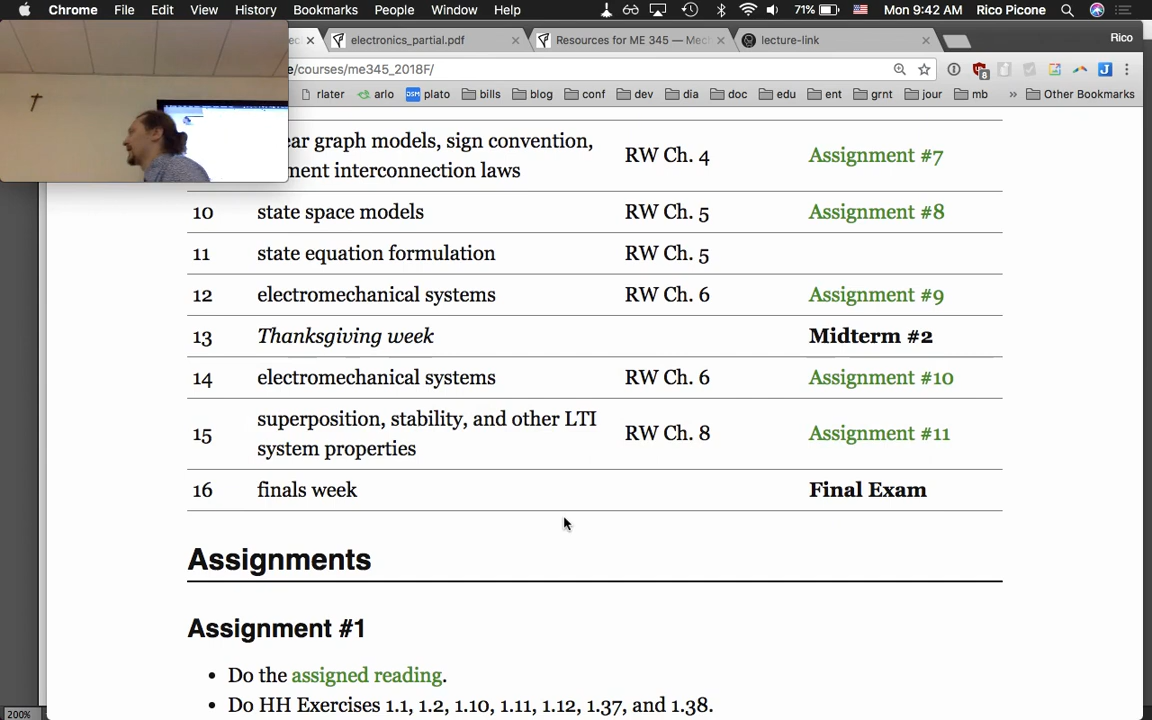 Chrome File Edit View History Bookmarks People Window Help 71% Mon 9:42 AM Rico Picone
electronics_partial.pdf Resources for ME 345 — Mec lecture-link Rico
e/courses/me345_2018F/ 8
rlater arlo DSM plato bills blog conf dev dia doc edu ent grnt jour mb » Other Bookmarks
ear graph models, sign convention,
ment interconnection laws RW Ch. 4 Assignment #7
10 state space models RW Ch. 5 Assignment #8
11 state equation formulation RW Ch. 5
12 electromechanical systems RW Ch. 6 Assignment #9
13 Thanksgiving week Midterm #2
14 electromechanical systems RW Ch. 6 Assignment #10
15 superposition, stability, and other LTI
system properties RW Ch. 8 Assignment #11
16 finals week Final Exam
Assignments
Assignment #1
• Do the assigned reading.
• Do HH Exercises 1.1, 1.2, 1.10, 1.11, 1.12, 1.37, and 1.38.
200%